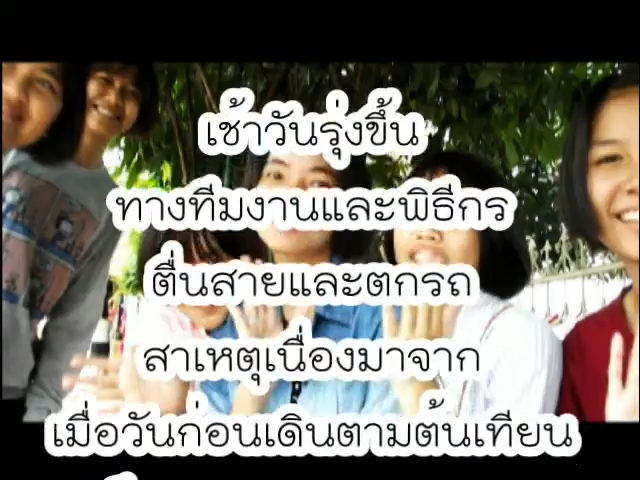 เช้าวันรุ่งขึ้น
ทางทีมงานและพิธีกร
ตื่นสายและตกรถ
สาเหตุเนื่องมาจาก
เมื่อวันก่อนเดินตามต้นเทียน